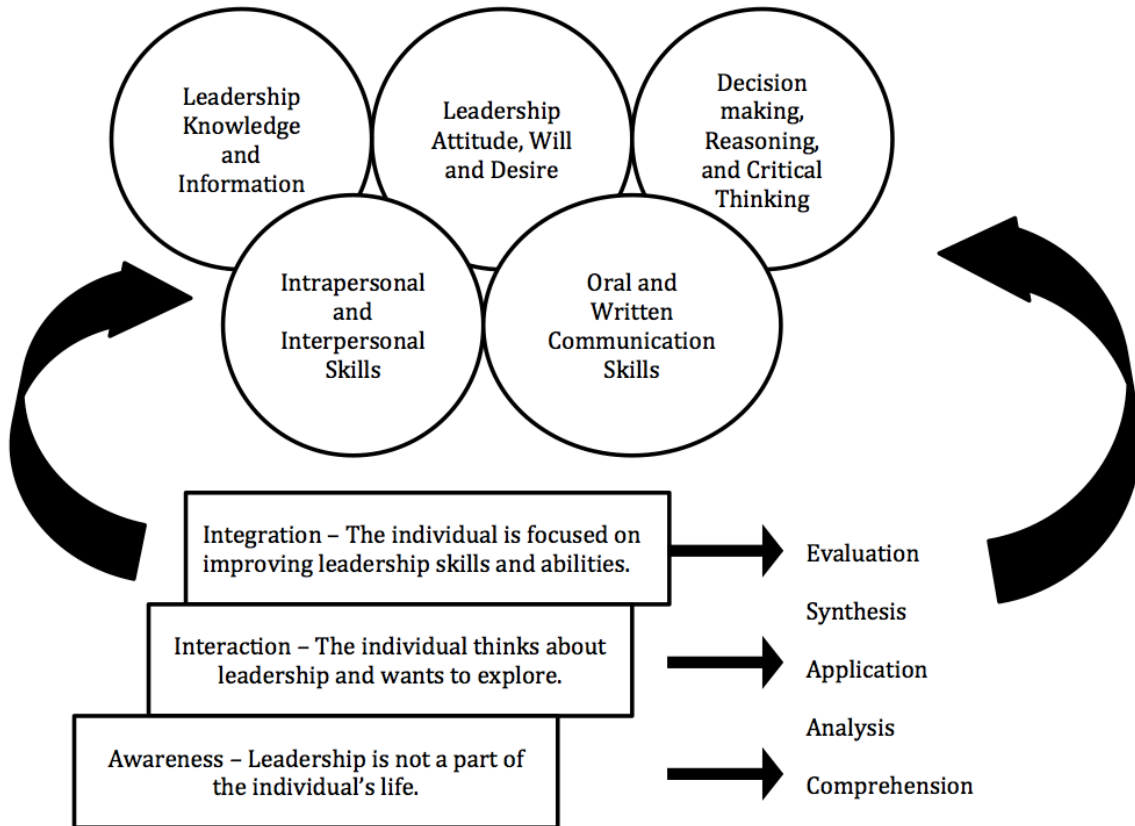 Leadership
Knowledge
and
Information
Leadership
Attitude, Will
and Desire
Decision
making,
Reasoning,
and Critical
Thinking
Intrapersonal
and
Interpersonal
Skills
Oral and
Written
Communication
Skills
Integration – The individual is focused on
improving leadership skills and abilities.
Interaction – The individual thinks about
leadership and wants to explore.
Awareness – Leadership is not a part of
the individual’s life.
Evaluation
Synthesis
Application
Analysis
Comprehension